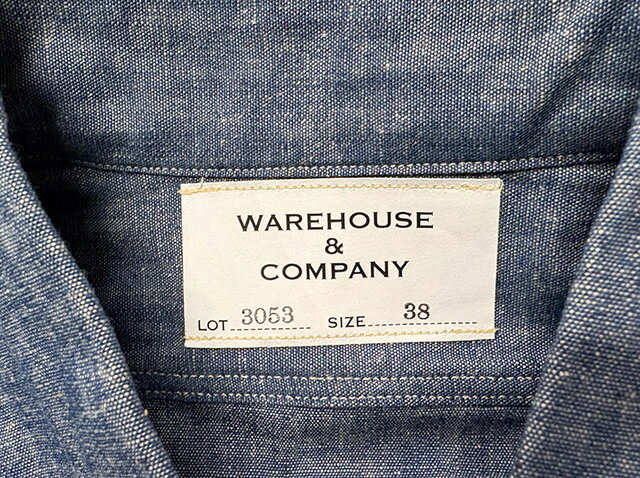 WAREHOUSE
&
COMPANY
LOT 3053 SIZE 38